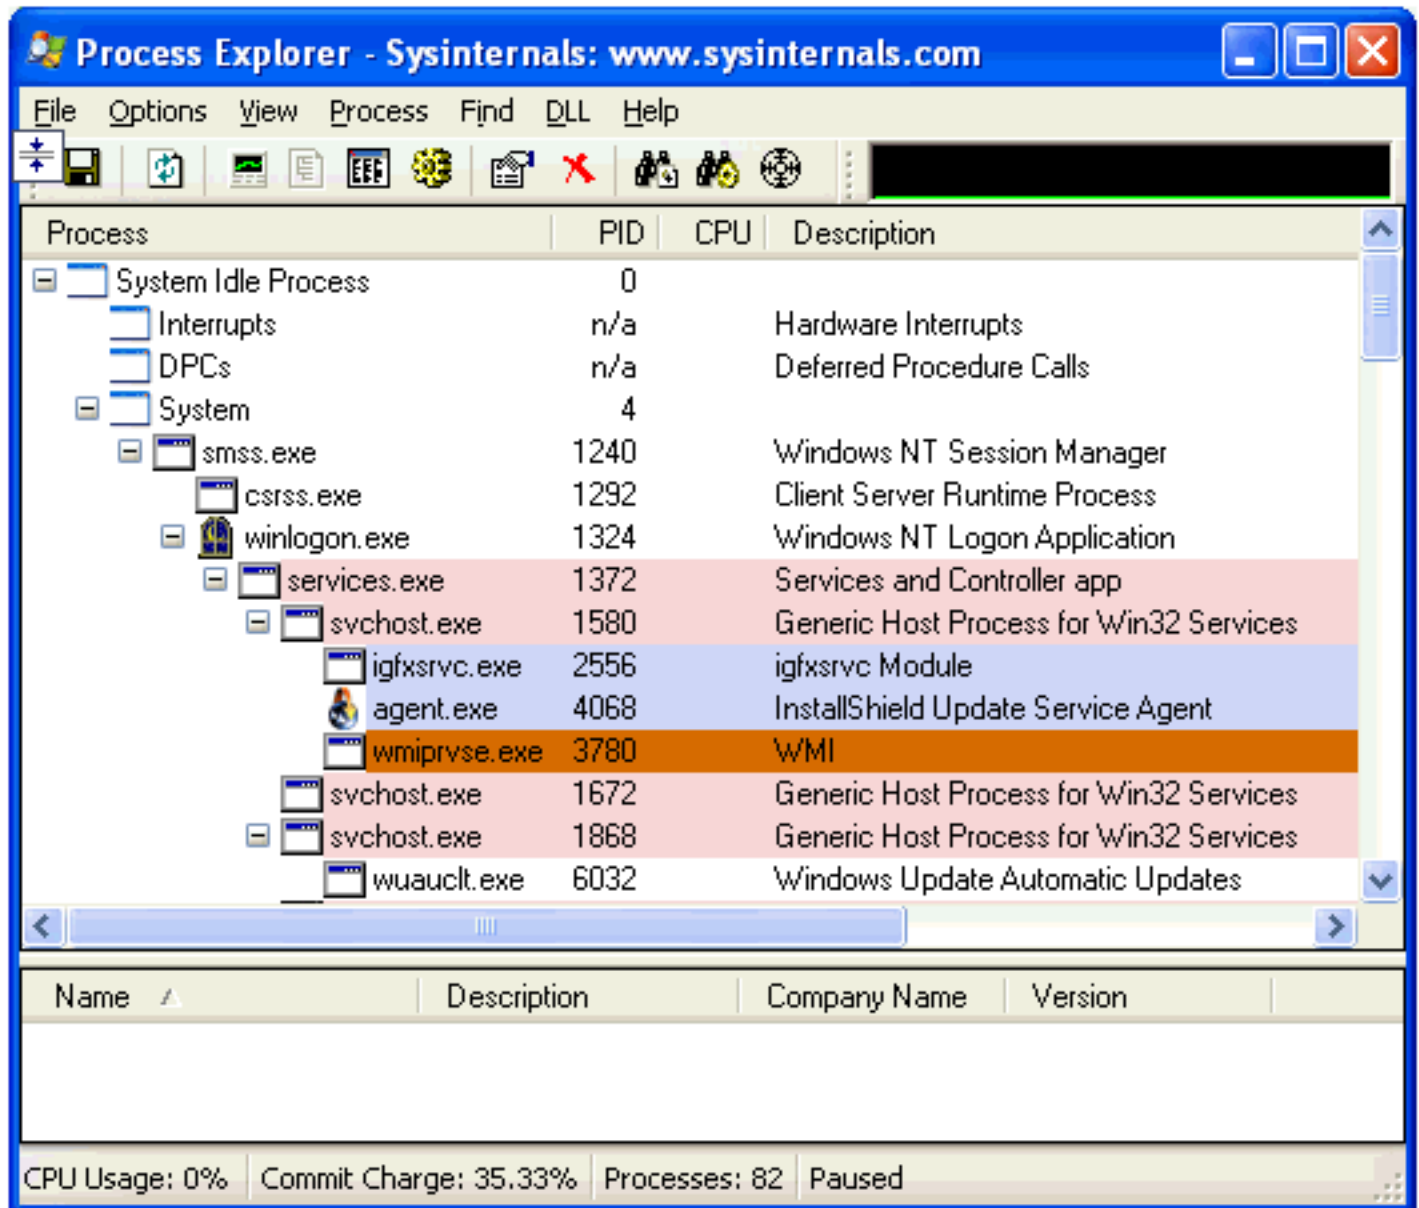 Process Explorer - Sysinternals: www.sysinternals.com
File Options View Process Find DLL Help
Process PID CPU Description
System Idle Process 0
Interrupts n/a Hardware Interrupts
DPCs n/a Deferred Procedure Calls
System 4
smss.exe 1240 Windows NT Session Manager
csrss.exe 1292 Client Server Runtime Process
winlogon.exe 1324 Windows NT Logon Application
services.exe 1372 Services and Controller app
svchost.exe 1580 Generic Host Process for Win32 Services
igfxsrvc.exe 2556 igfxsrvc Module
agent.exe 4068 InstallShield Update Service Agent
wmiprvse.exe 3780 WMI
svchost.exe 1672 Generic Host Process for Win32 Services
svchost.exe 1868 Generic Host Process for Win32 Services
wuauclt.exe 6032 Windows Update Automatic Updates
Name Description Company Name Version
CPU Usage: 0% Commit Charge: 35.33% Processes: 82 Paused